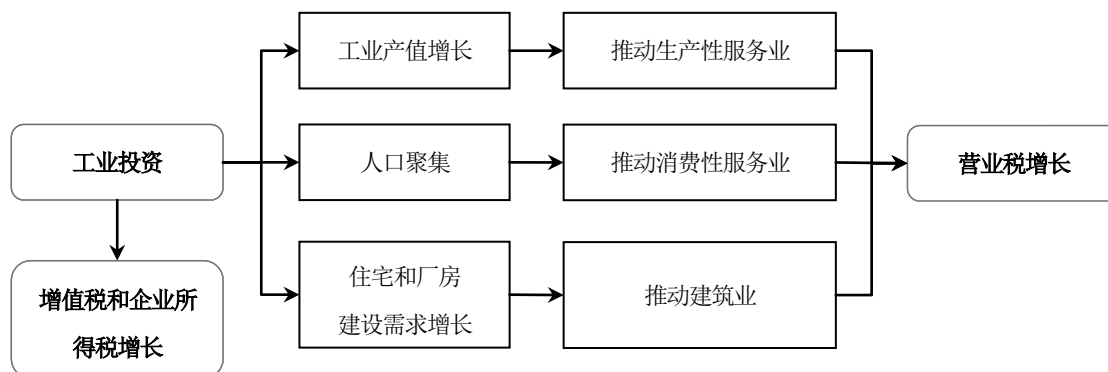 工业产值增长
推动生产性服务业
工业投资
人口聚集
推动消费性服务业
营业税增长
增值税和企业所
得税增长
住宅和厂房
建设需求增长
推动建筑业